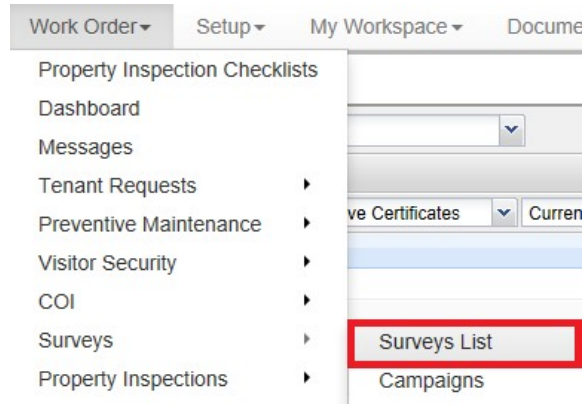 Work Order Setup My Workspace Docume
Property Inspection Checklists
Dashboard
Messages
Tenant Requests
Preventive Maintenance
ve Certificates Curren
Visitor Security
COI
Surveys
Surveys List
Property Inspections
Campaigns